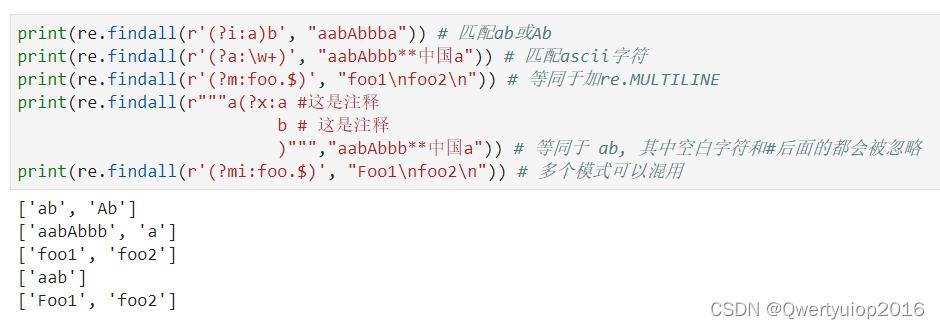 print(re.findall(r'(?i:a)b', "aabAbbba")) # 匹配ab或Ab
print(re.findall(r'(?a:\w+)', "aabAbbb**中国a")) # 匹配ascii字符
print(re.findall(r'(?m:foo.$)', "foo1\nfoo2\n")) # 等同于加re.MULTILINE
print(re.findall(r"""a(?x:a #这是注释
b # 这是注释
)""","aabAbbb**中国a")) # 等同于 ab, 其中空白字符和#后面的都会被忽略
print(re.findall(r'(?mi:foo.$)', "Foo1\nfoo2\n")) # 多个模式可以混用
['ab', 'Ab']
['aabAbbb', 'a']
['foo1', 'foo2']
['aab']
['Foo1', 'foo2']
CSDN @Qwertyuiop2016